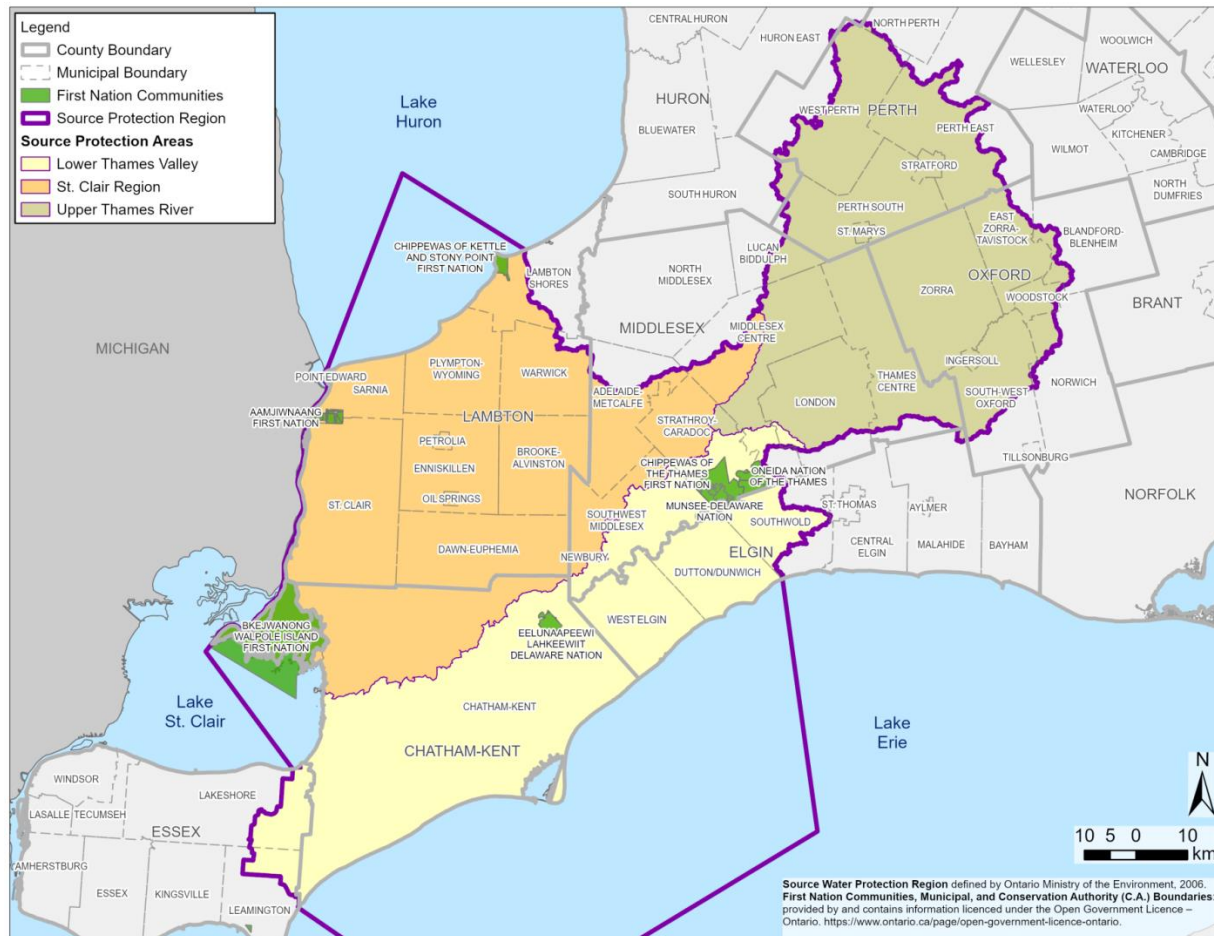 Legend
County Boundary
Municipal Boundary
First Nation Communities
Source Protection Region
Source Protection Areas
Lower Thames Valley
St. Clair Region
Upper Thames River
CENTRAL HURON
HURON EAST
NORTH PERTH
WELLESLEY
WOOLWICH
WATERLOO
WATERLOO
KITCHENER
CAMBRIDGE
WILMOT
NORTH
DUMFRIES
Lake
Huron
HURON
BLUEWATER
SOUTH HURON
WEST PERTH
PERTH
PERTH EAST
STRATFORD
PERTH SOUTH
ST. MARYS
EAST
ZORRA-
TAVISTOCK
BLANDFORD-
BLENHEIM
LUCAN
BIDDULPH
ZORRA
OXFORD
WOODSTOCK
BRANT
CHIPPEWAS OF KETTLE
AND STONY POINT
FIRST NATION
LAMBTON
SHORES
NORTH
MIDDLESEX
MIDDLESEX
MIDDLESEX
CENTRE
INGERSOLL
SOUTH-WEST
OXFORD
NORWICH
THAMES
CENTRE
LONDON
MICHIGAN
POINT EDWARD
SARNIA
PLYMPTON-
WYOMING
WARWICK
ADELAIDE-
METCALFE
STRATHROY-
CARADOC
AAMJIWNAANG
FIRST NATION
LAMBTON
PETROLIA
ENNISKILLEN
BROOKE-
ALVINSTON
OIL SPRINGS
ST. CLAIR
DAWN-EUPHEMIA
CHIPPEWAS OF
THE THAMES
FIRST NATION
ONEIDA NATION
OF THE THAMES
MUNSEE-DELAWARE
NATION
SOUTHWEST
MIDDLESEX
NEWBURY
SOUTHWOLD
ELGIN
DUTTON/DUNWICH
WEST ELGIN
ST. THOMAS
AYLMER
CENTRAL
ELGIN
MALAHIDE
BAYHAM
TILLSONBURG
NORFOLK
BKEJWANONG
WALPOLE ISLAND
FIRST NATION
EELUNAAPEEWI
LAHKEEWIIT
DELAWARE NATION
Lake
St. Clair
CHATHAM-KENT
CHATHAM-KENT
Lake
Erie
WINDSOR
LASALLE
TECUMSEH
LAKESHORE
ESSEX
AMHERSTBURG
ESSEX
KINGSVILLE
LEAMINGTON
N
10 5 0 10
km
Source Water Protection Region defined by Ontario Ministry of the Environment, 2006.
First Nation Communities, Municipal, and Conservation Authority (C.A.) Boundaries:
provided by and contains information licenced under the Open Government Licence –
Ontario. https://www.ontario.ca/page/open-government-licence-ontario.